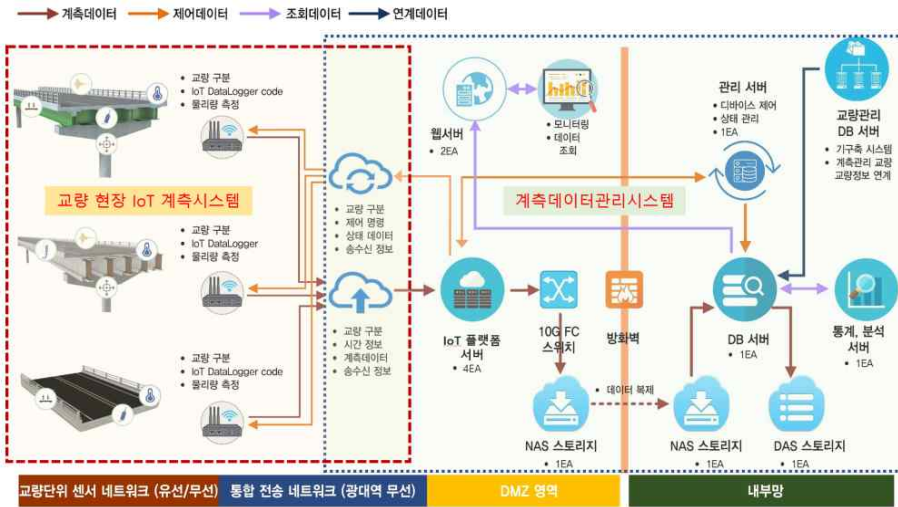 계측데이터
제어데이터
조회데이터
연계데이터
• 교량 구분
• IoT DataLogger code
• 물리량 측정
교량 현장 IoT 계측시스템
• 교량 구분
• IoT DataLogger
• 물리량 측정
• 교량 구분
• IoT DataLogger code
• 물리량 측정
• 교량 구분
• 제어 명령
• 상태 데이터
• 송수신 정보
• 교량 구분
• 시간 정보
• 계측데이터
• 송수신 정보
웹서버
• 2EA
• 모니터링
• 데이터
조회
계측데이터관리시스템
관리 서버
• 디바이스 제어
• 상태 관리
• 1EA
교량관리
DB 서버
• 기구축 시스템
• 계측관리 교량
교량정보 연계
IoT 플랫폼
서버
• 4EA
10G FC
스위치
방화벽
DB 서버
• 1EA
통계, 분석
서버
• 1EA
• 데이터 복제
NAS 스토리지
• 1EA
NAS 스토리지
• 1EA
DAS 스토리지
• 1EA
교량단위 센서 네트워크 (유선/무선)
통합 전송 네트워크 (광대역 무선)
DMZ 영역
내부망